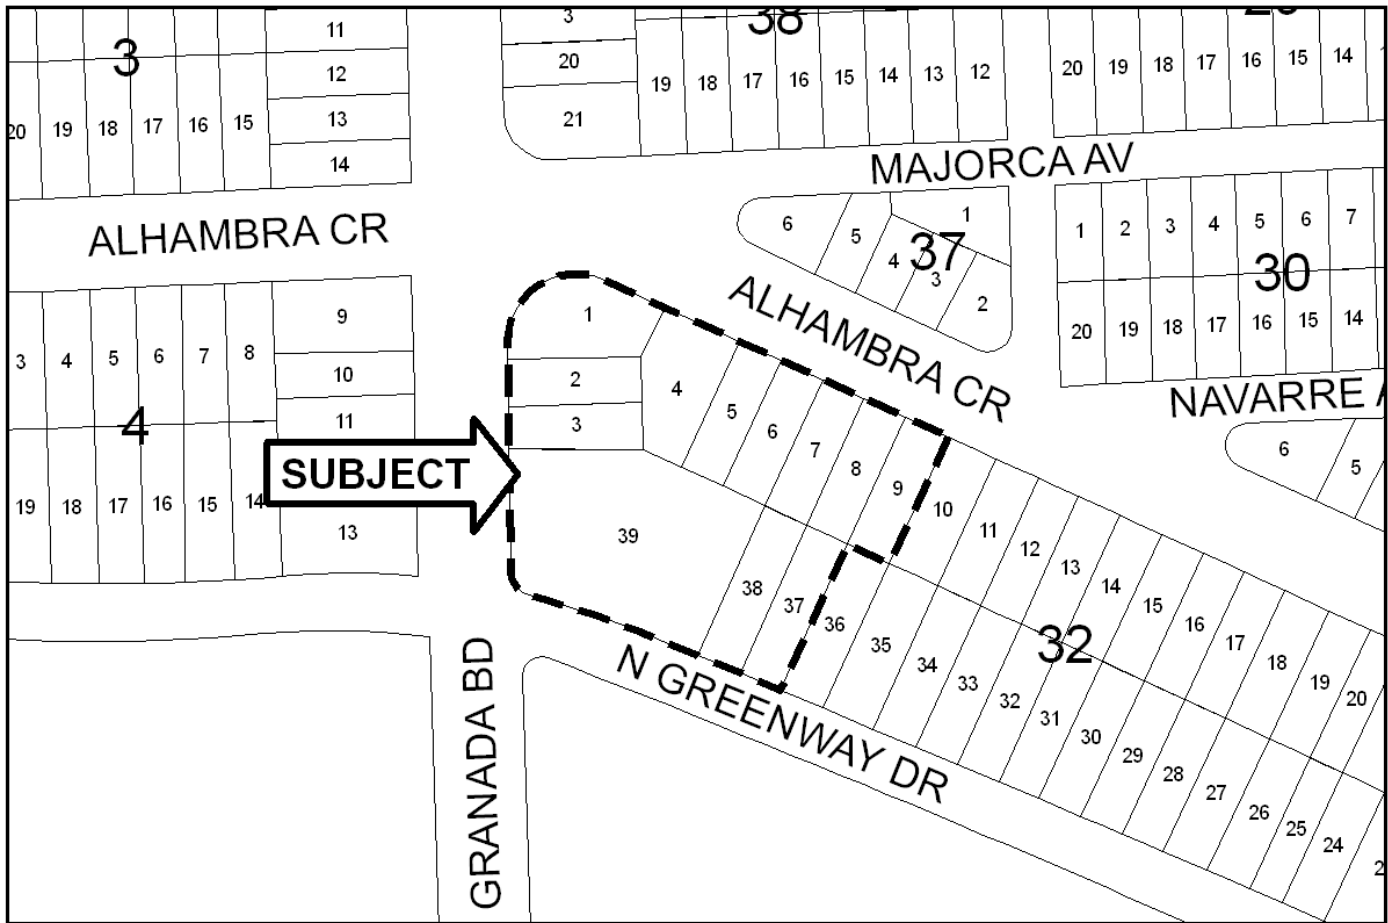 3
11
12
13
14
20 19 18 17 16 15
3
20
21
38
19 18 17 16 15 14 13 12
20 19 18 17 16 15 14
MAJORCA AV
ALHAMBRA CR
6 5 4 3 2 1
37
1 2 3 4 5 6 7
30
20 19 18 17 16 15 14
ALHAMBRA CR
NAVARRE
6 5
3 4 5 6 7 8
9
10
11
4
19 18 17 16 15 14
13
SUBJECT
1
2
3
4 5 6 7 8 9 10 11 12 13 14 15 16 17 18 19 20
32
39 38 37 36 35 34 33 32 31 30 29 28 27 26 25 24
N GREENWAY DR
GRANADA BD